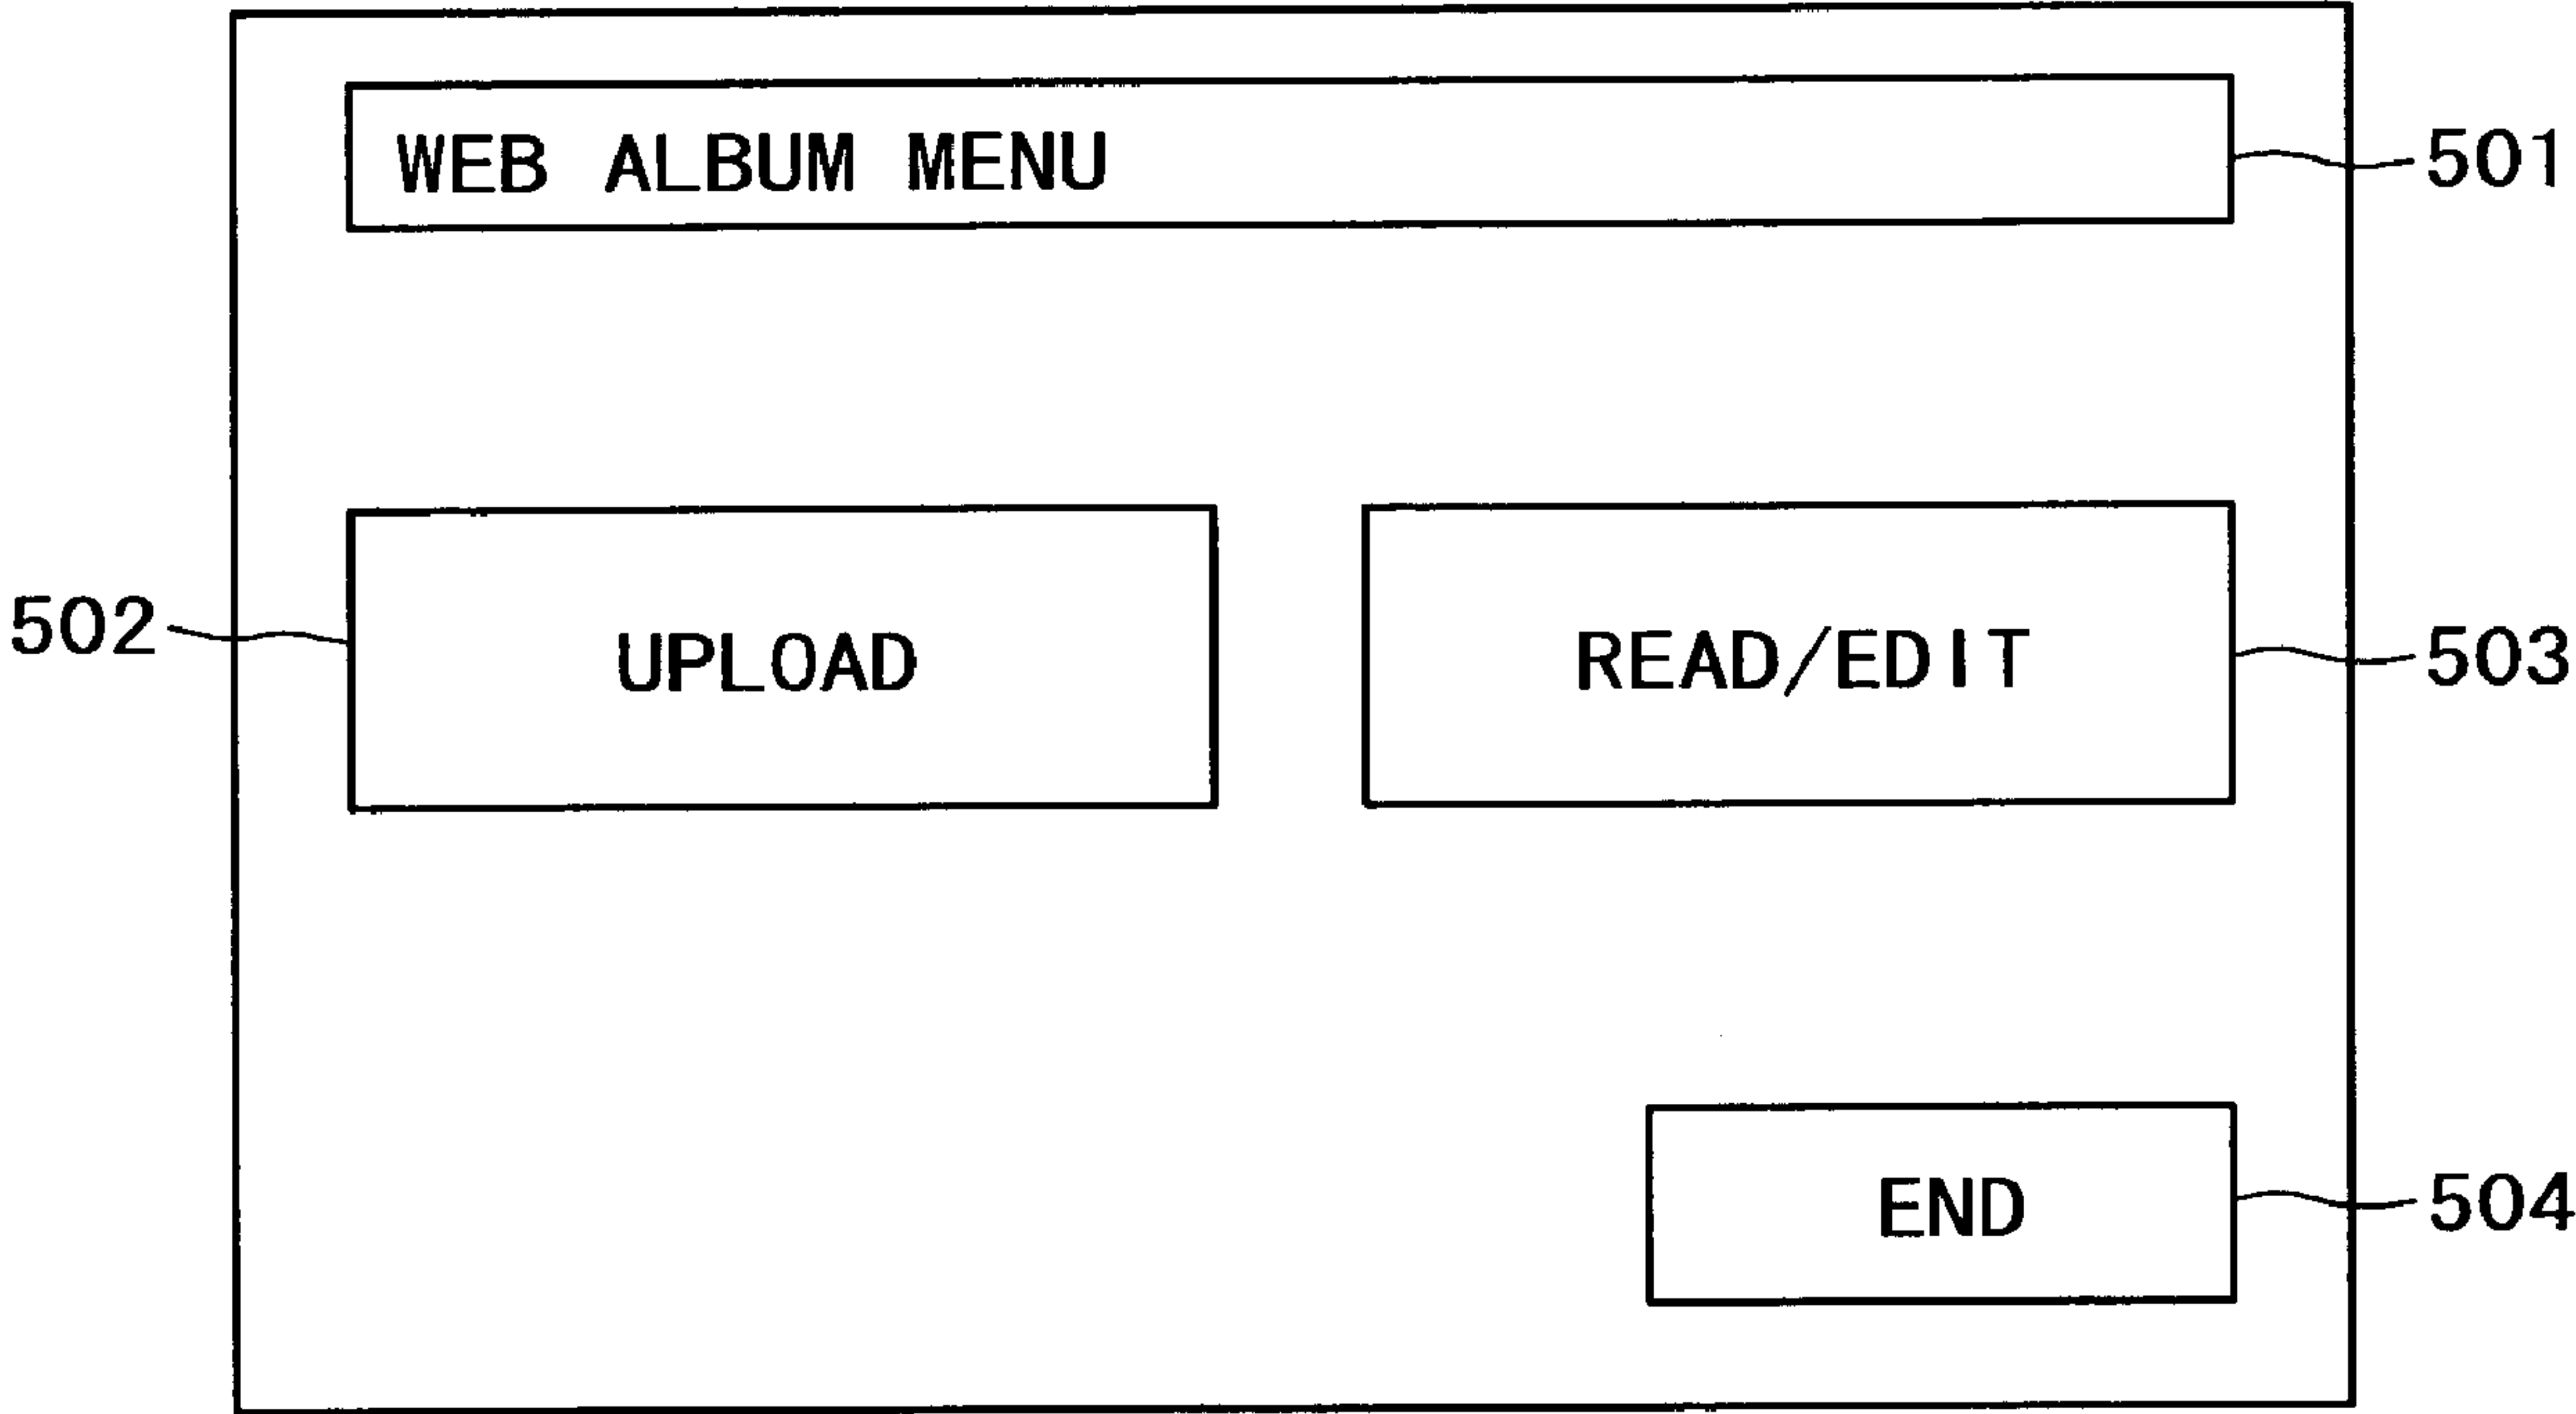 WEB ALBUM MENU
501
502
UPLOAD
READ/EDIT
503
END
504